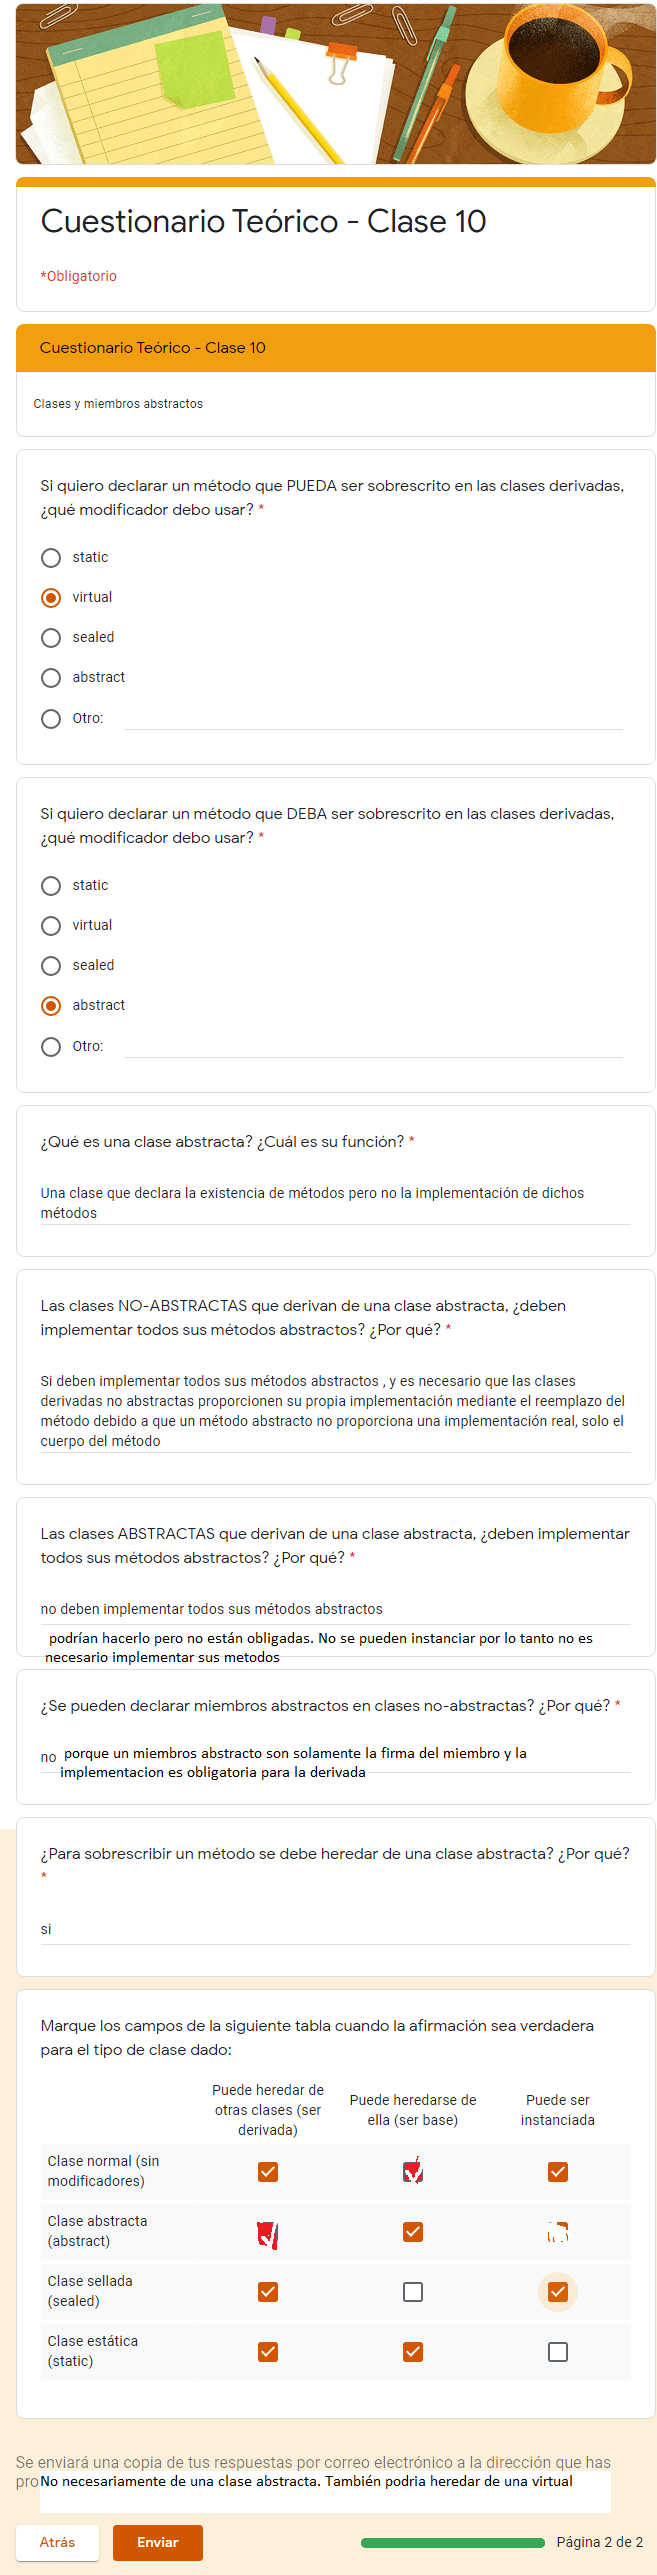 Cuestionario Teórico - Clase 10
*Obligatorio
Cuestionario Teórico - Clase 10
Clases y miembros abstractos
Si quiero declarar un método que PUEDA ser sobrescrito en las clases derivadas,
¿qué modificador debo usar? *
static
virtual
sealed
abstract
Otro:
Si quiero declarar un método que DEBA ser sobrescrito en las clases derivadas,
¿qué modificador debo usar? *
static
virtual
sealed
abstract
Otro:
¿Qué es una clase abstracta? ¿Cuál es su función? *
Una clase que declara la existencia de métodos pero no la implementación de dichos
métodos
Las clases NO-ABSTRACTAS que derivan de una clase abstracta, ¿deben
implementar todos sus métodos abstractos? ¿Por qué? *
Si deben implementar todos sus métodos abstractos , y es necesario que las clases
derivadas no abstractas proporcionen su propia implementación mediante el reemplazo del
método debido a que un método abstracto no proporciona una implementación real, solo el
cuerpo del método
Las clases ABSTRACTAS que derivan de una clase abstracta, ¿deben implementar
todos sus métodos abstractos? ¿Por qué? *
no deben implementar todos sus métodos abstractos
podrían hacerlo pero no están obligadas. No se pueden instanciar por lo tanto no es
necesario implementar sus metodos
¿Se pueden declarar miembros abstractos en clases no-abstractas? ¿Por qué? *
no porque un miembros abstracto son solamente la firma del miembro y la
implementacion es obligatoria para la derivada
¿Para sobrescribir un método se debe heredar de una clase abstracta? ¿Por qué?
*
si
Marque los campos de la siguiente tabla cuando la afirmación sea verdadera
para el tipo de clase dado:
Puede heredar de
otras clases (ser
derivada)
Puede heredarse de
ella (ser base)
Puede ser
instanciada
Clase normal (sin
modificadores)
Clase abstracta
(abstract)
Clase sellada
(sealed)
Clase estática
(static)
Se enviará una copia de tus respuestas por correo electrónico a la dirección que has
pro
No necesariamente de una clase abstracta. También podria heredar de una virtual
Atrás
Enviar
Página 2 de 2